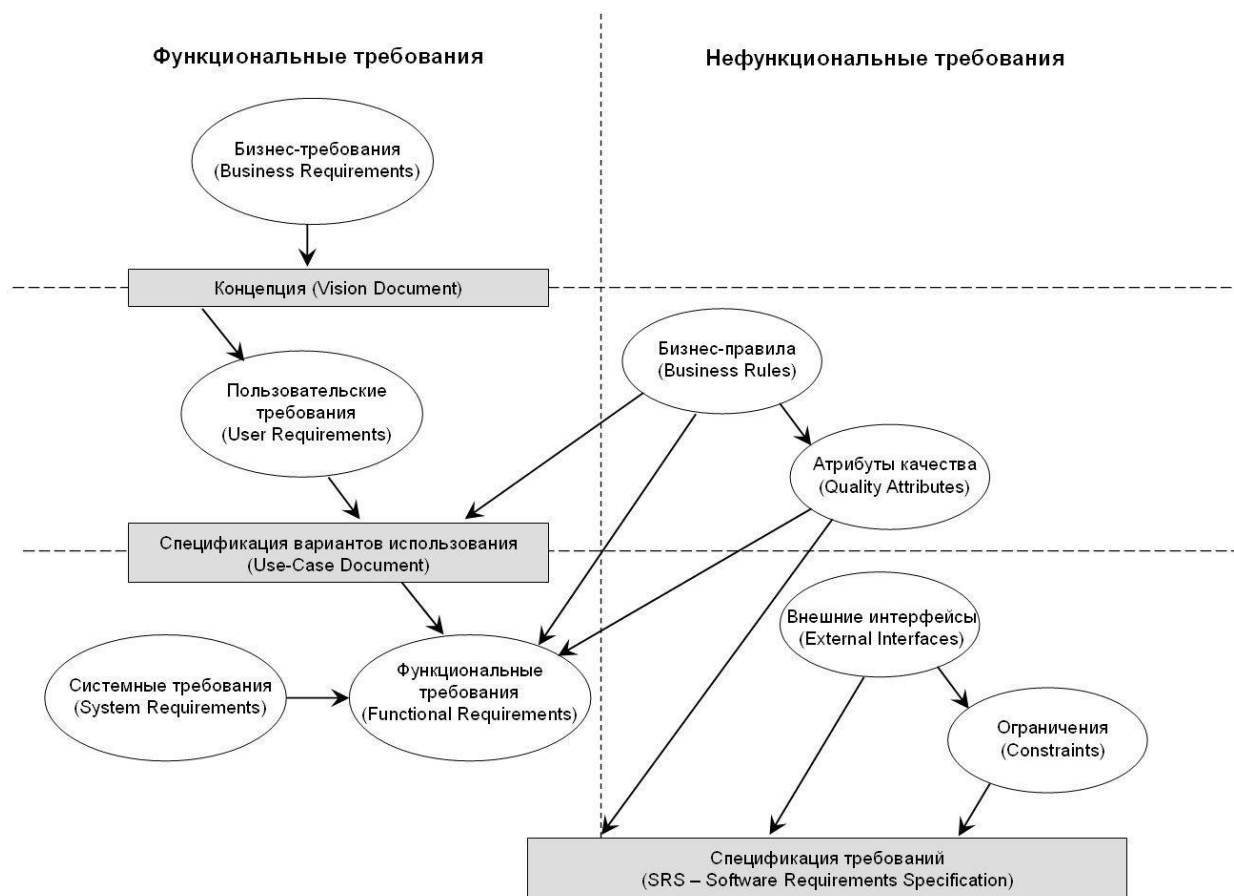 Функциональные требования
Нефункциональные требования
Бизнес-требования
(Business Requirements)
Концепция (Vision Document)
Бизнес-правила
(Business Rules)
Пользовательские
требования
(User Requirements)
Атрибуты качества
(Quality Attributes)
Спецификация вариантов использования
(Use-Case Document)
Внешние интерфейсы
(External Interfaces)
Системные требования
(System Requirements)
Функциональные
требования
(Functional Requirements)
Ограничения
(Constraints)
Спецификация требований
(SRS – Software Requirements Specification)